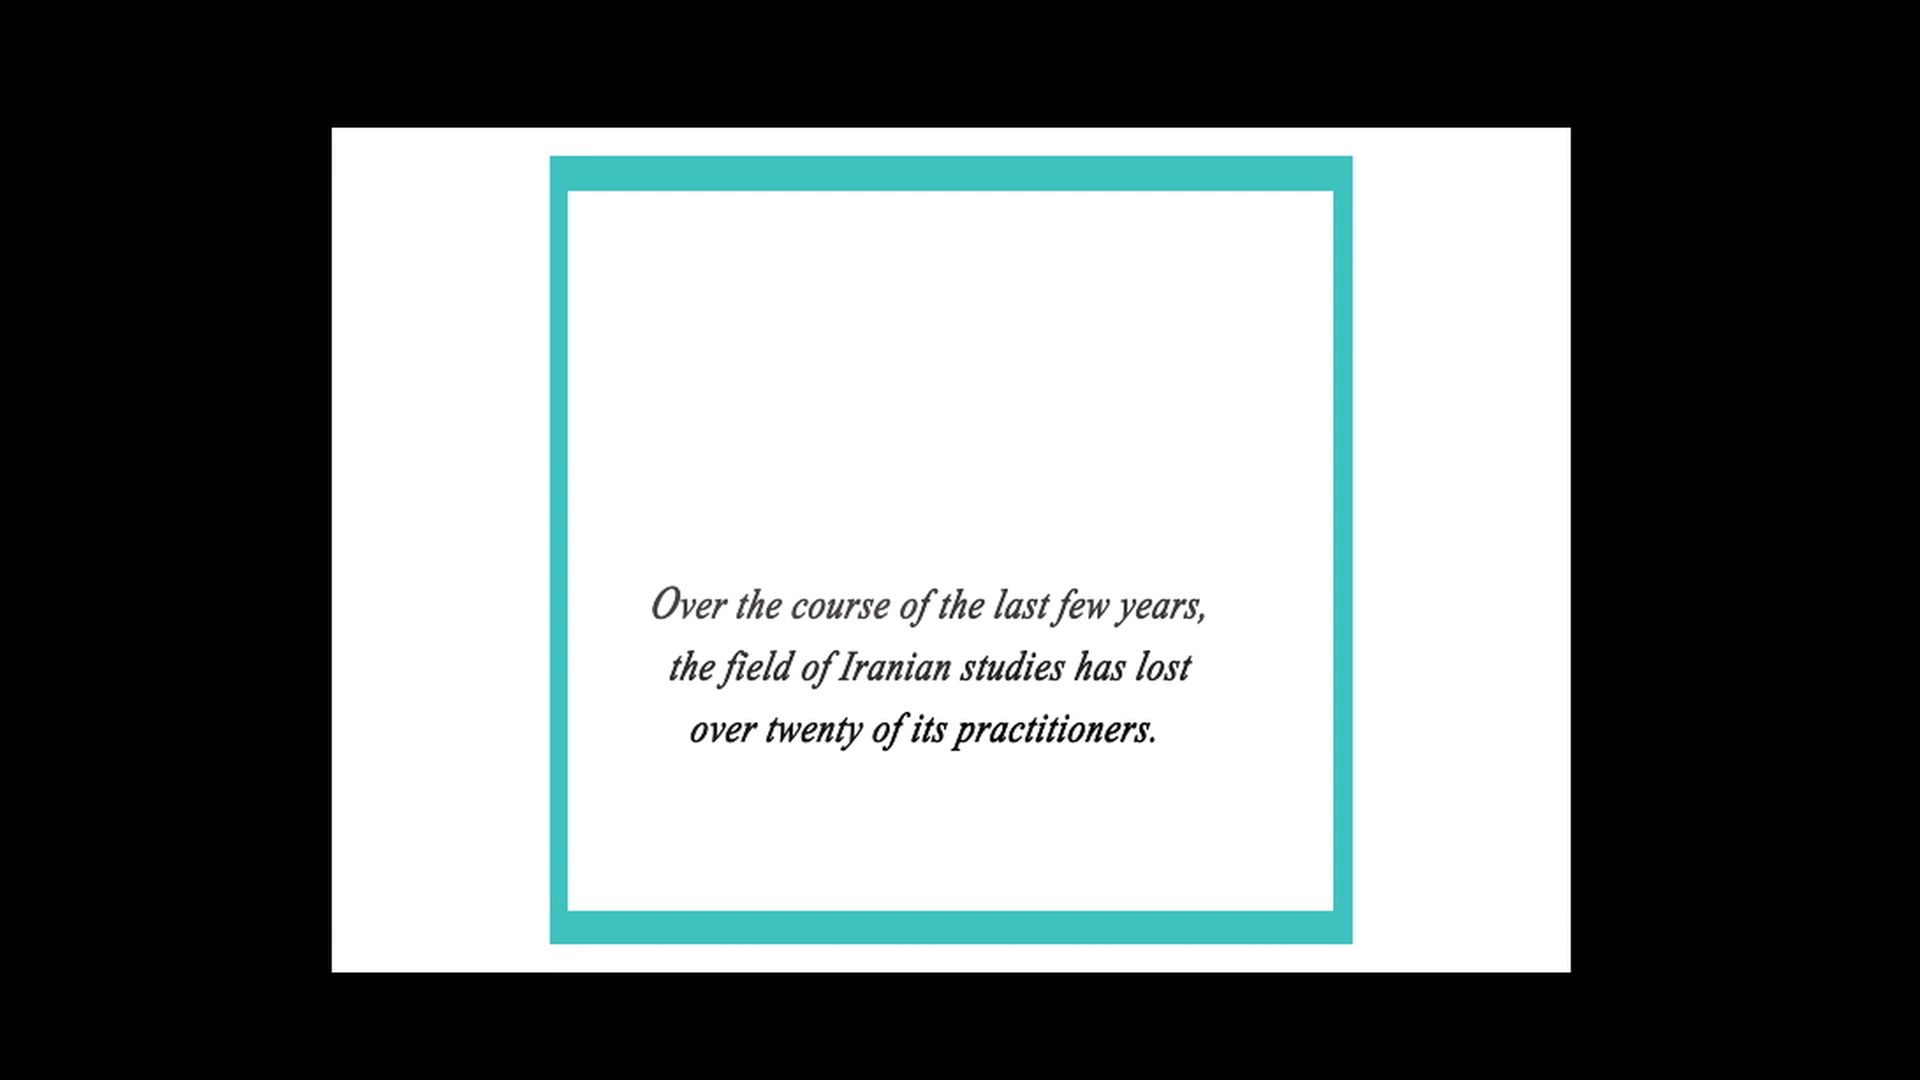 Over the course of the last few years,
the field of Iranian studies has lost
over twenty of its practitioners.